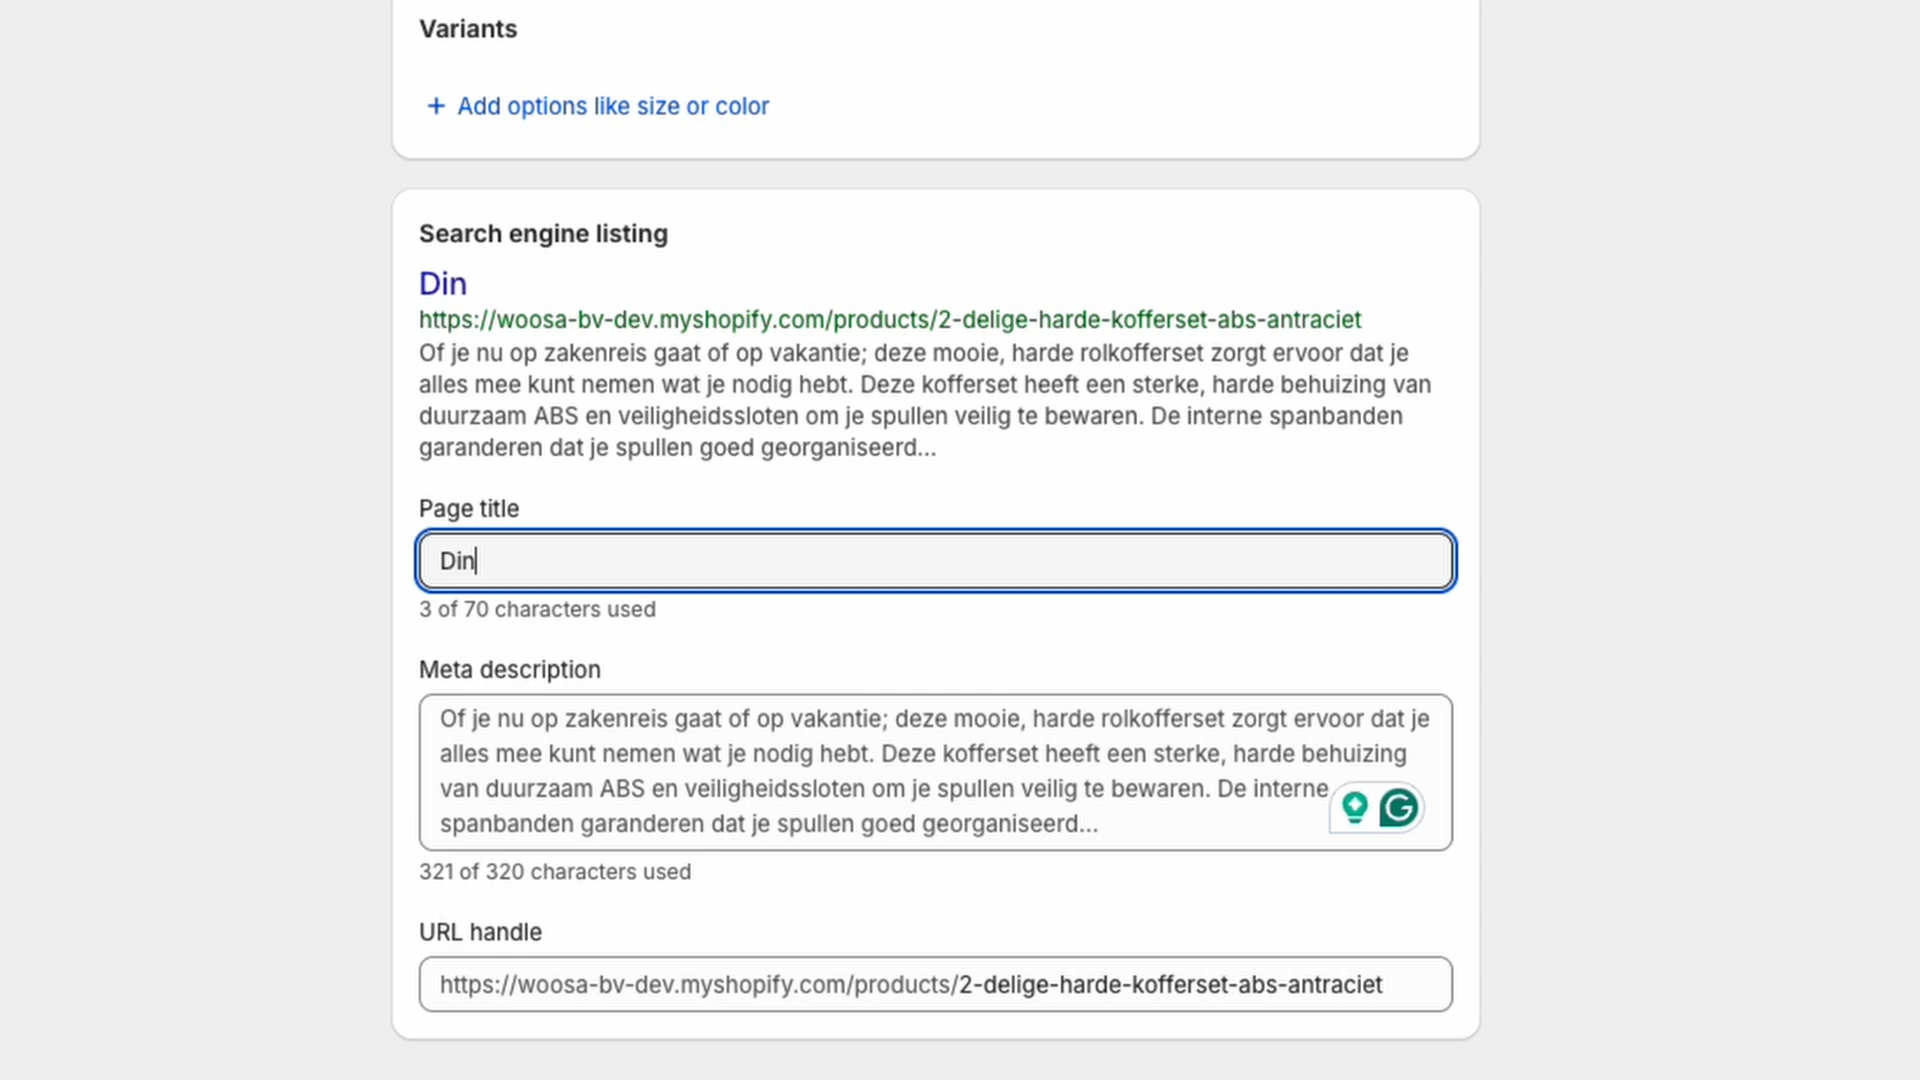 Variants
+ Add options like size or color
Search engine listing
Din
https://woosa-bv-dev.myshopify.com/products/2-delige-harde-kofferset-abs-antraciet
Of je nu op zakenreis gaat of op vakantie; deze mooie, harde rolkofferset zorgt ervoor dat je
alles mee kunt nemen wat je nodig hebt. Deze kofferset heeft een sterke, harde behuizing van
duurzaam ABS en veiligheidssloten om je spullen veilig te bewaren. De interne spanbanden
garanderen dat je spullen goed georganiseerd...
Page title
Din
3 of 70 characters used
Meta description
Of je nu op zakenreis gaat of op vakantie; deze mooie, harde rolkofferset zorgt ervoor dat je
alles mee kunt nemen wat je nodig hebt. Deze kofferset heeft een sterke, harde behuizing
van duurzaam ABS en veiligheidssloten om je spullen veilig te bewaren. De interne
spanbanden garanderen dat je spullen goed georganiseerd...
321 of 320 characters used
URL handle
https://woosa-bv-dev.myshopify.com/products/2-delige-harde-kofferset-abs-antraciet